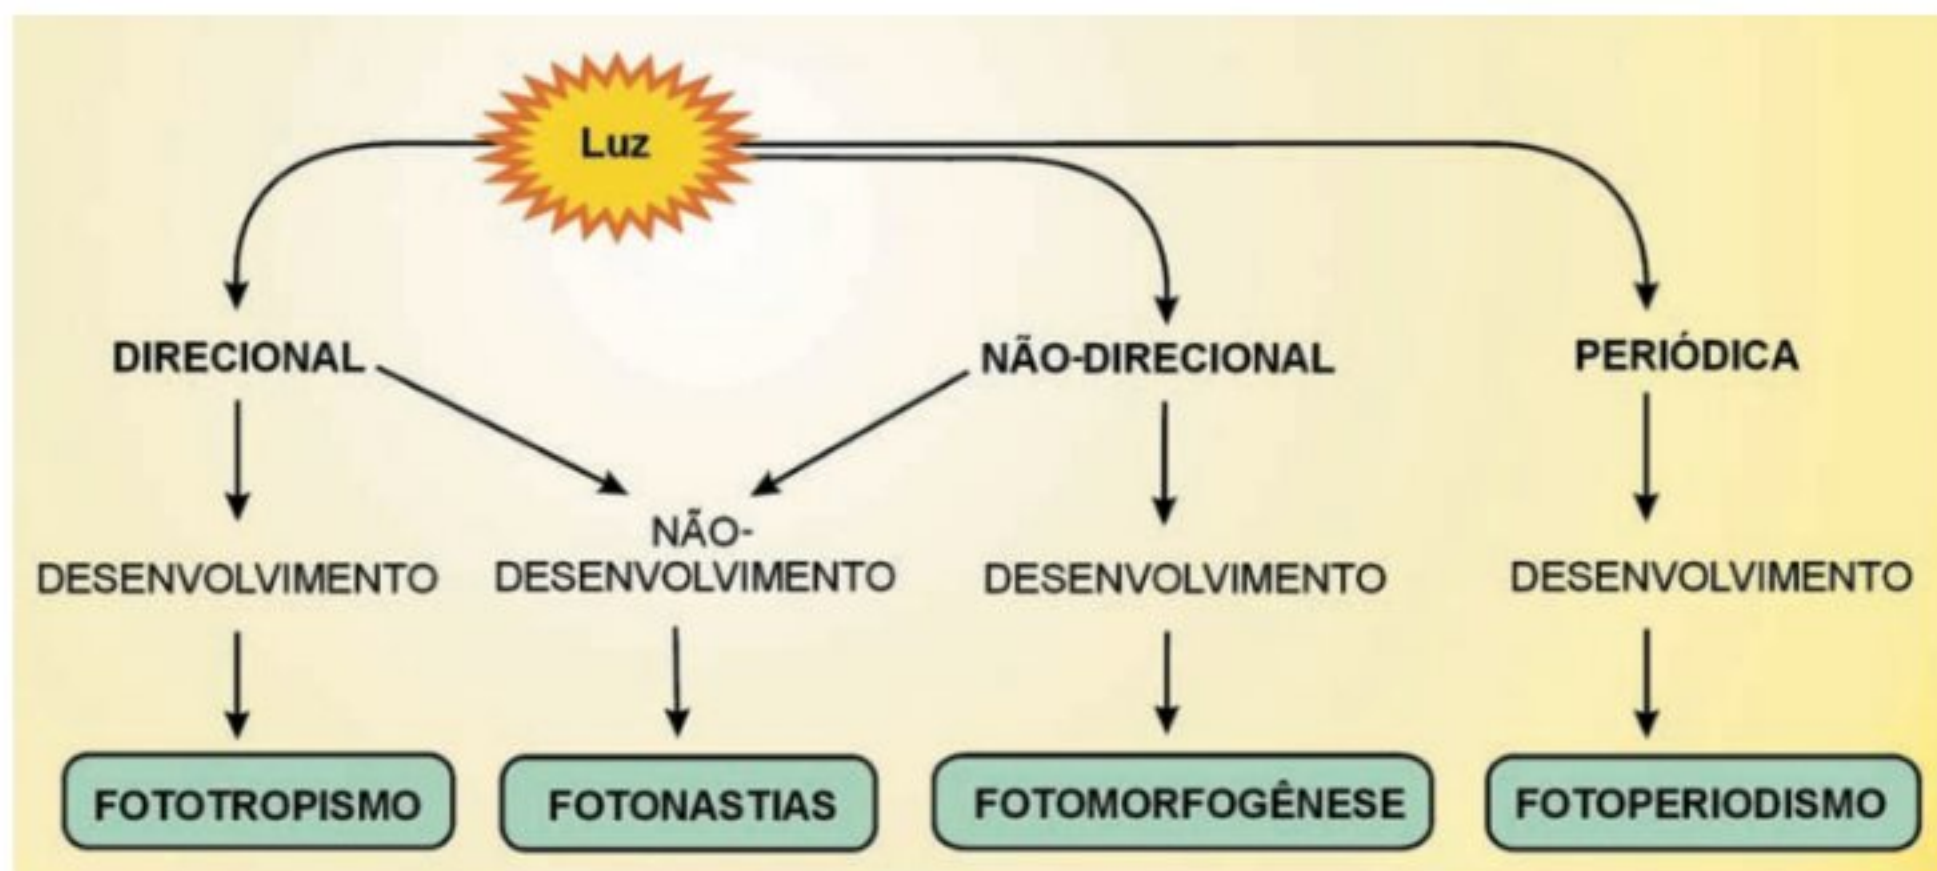 Luz
DIRECIONAL
NÃO-DIRECIONAL
PERIÓDICA
DESENVOLVIMENTO
NÃO-
DESENVOLVIMENTO
DESENVOLVIMENTO
DESENVOLVIMENTO
FOTOTROPISMO
FOTONASTIAS
FOTOMORFOGÊNESE
FOTOPERIODISMO